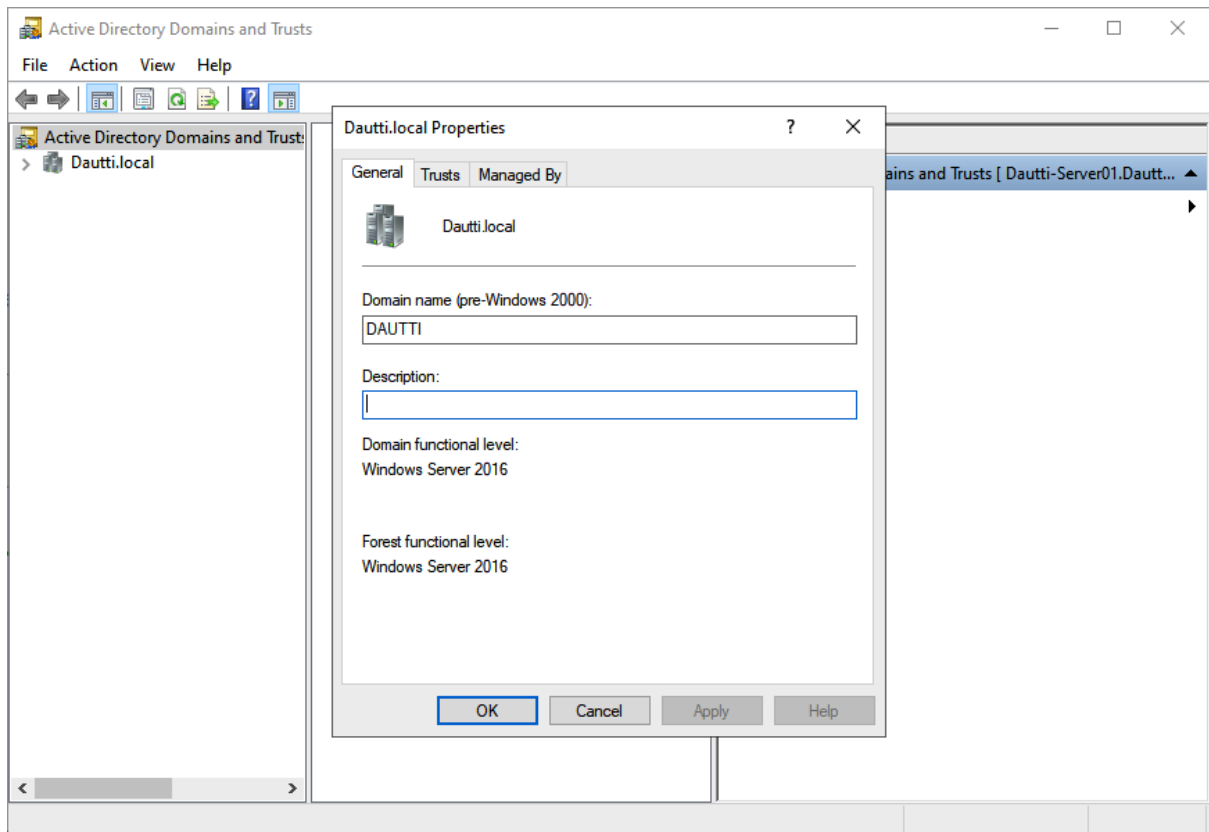 Active Directory Domains and Trusts
File Action View Help
Active Directory Domains and Trust
Dautti.local
Dautti.local Properties
?
General Trusts Managed By
Dautti.local
Domain name (pre-Windows 2000):
DAUTTI
Description:
Domain functional level:
Windows Server 2016
Forest functional level:
Windows Server 2016
OK Cancel Apply Help
ains and Trusts [ Dautti-Server01.Dautt...